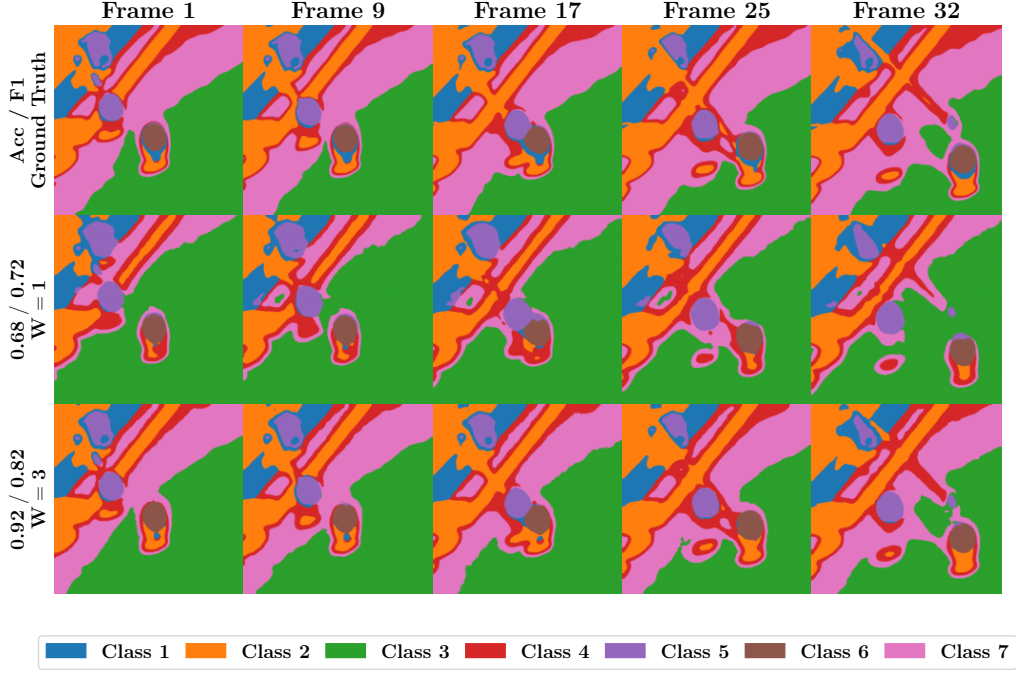 Frame 1 Frame 9 Frame 17 Frame 25 Frame 32
Acc / F1
Ground Truth
0.68 / 0.72
W = 1
0.92 / 0.82
W = 3
Class 1 Class 2 Class 3 Class 4 Class 5 Class 6 Class 7